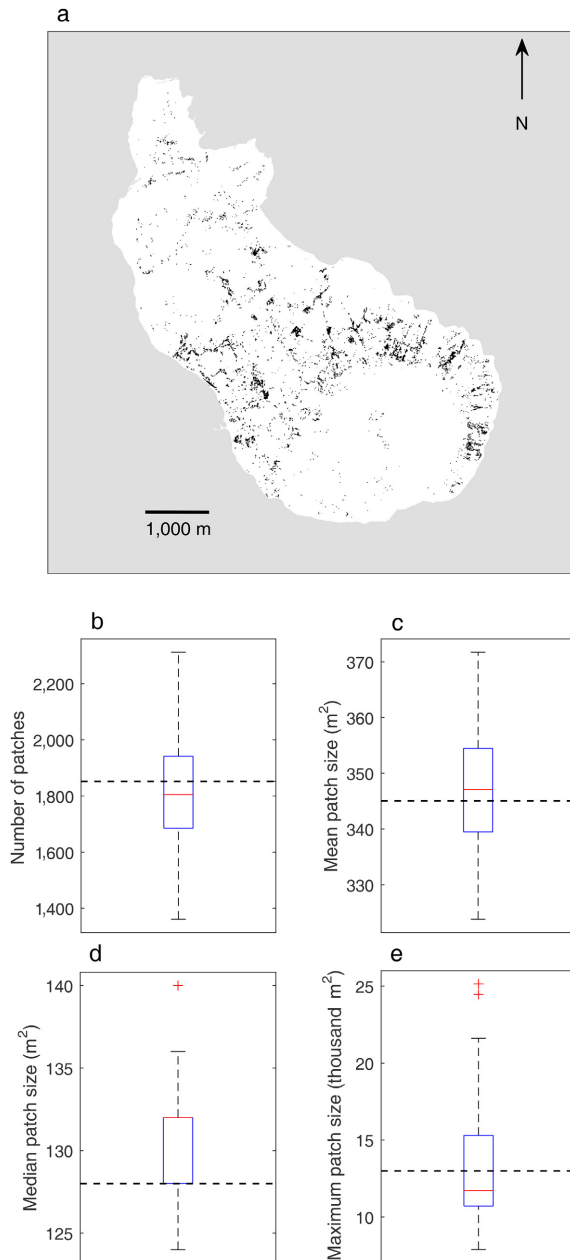 a
N
1,000 m
b
Number of patches
2,200
2,000
1,800
1,600
1,400
c
Mean patch size (m²)
370
360
350
340
330
d
Median patch size (m²)
140
135
130
125
e
Maximum patch size (thousand m²)
25
20
15
10